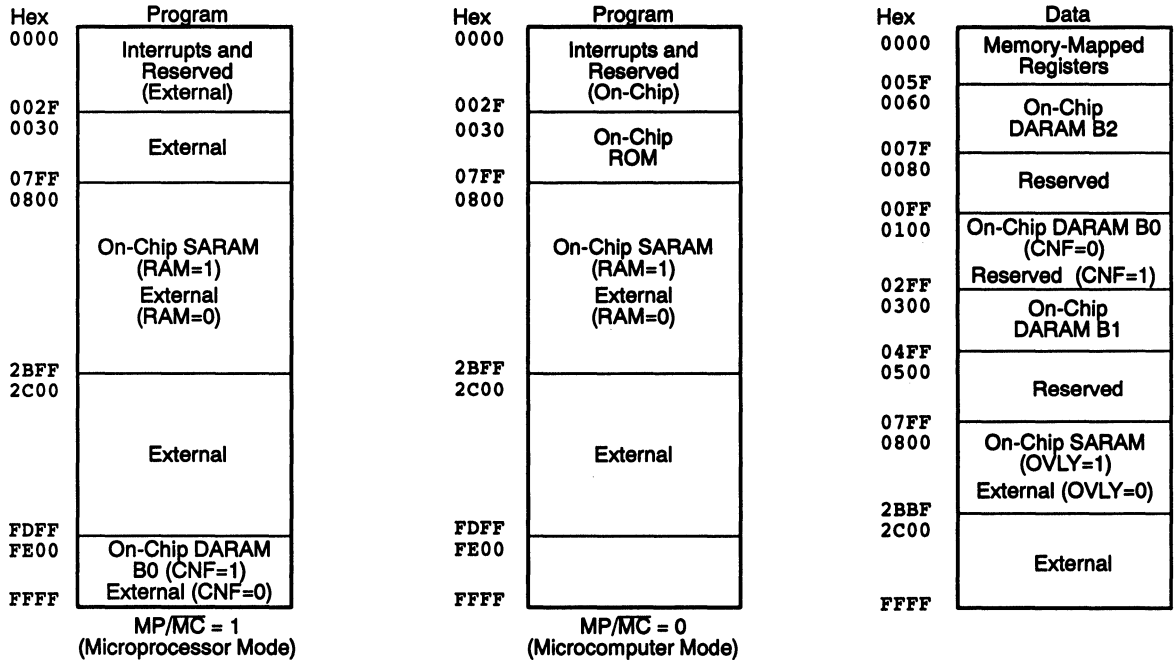 Hex Program
0000
Interrupts and
Reserved
(External)
002F
0030
External
07FF
0800
On-Chip SARAM
(RAM=1)
External
(RAM=0)
2BFF
2C00
External
FDFF
FE00
On-Chip DARAM
B0 (CNF=1)
External (CNF=0)
FFFF
MP/M̅C̅ = 1
(Microprocessor Mode)
Hex Program
0000
Interrupts and
Reserved
(On-Chip)
002F
0030
On-Chip
ROM
07FF
0800
On-Chip SARAM
(RAM=1)
External
(RAM=0)
2BFF
2C00
External
FDFF
FE00
FFFF
MP/M̅C̅ = 0
(Microcomputer Mode)
Hex Data
0000
Memory-Mapped
Registers
005F
0060
On-Chip
DARAM B2
007F
0080
Reserved
00FF
0100
On-Chip DARAM B0
(CNF=0)
Reserved (CNF=1)
02FF
0300
On-Chip
DARAM B1
04FF
0500
Reserved
07FF
0800
On-Chip SARAM
(OVLY=1)
External (OVLY=0)
2BBF
2C00
External
FFFF